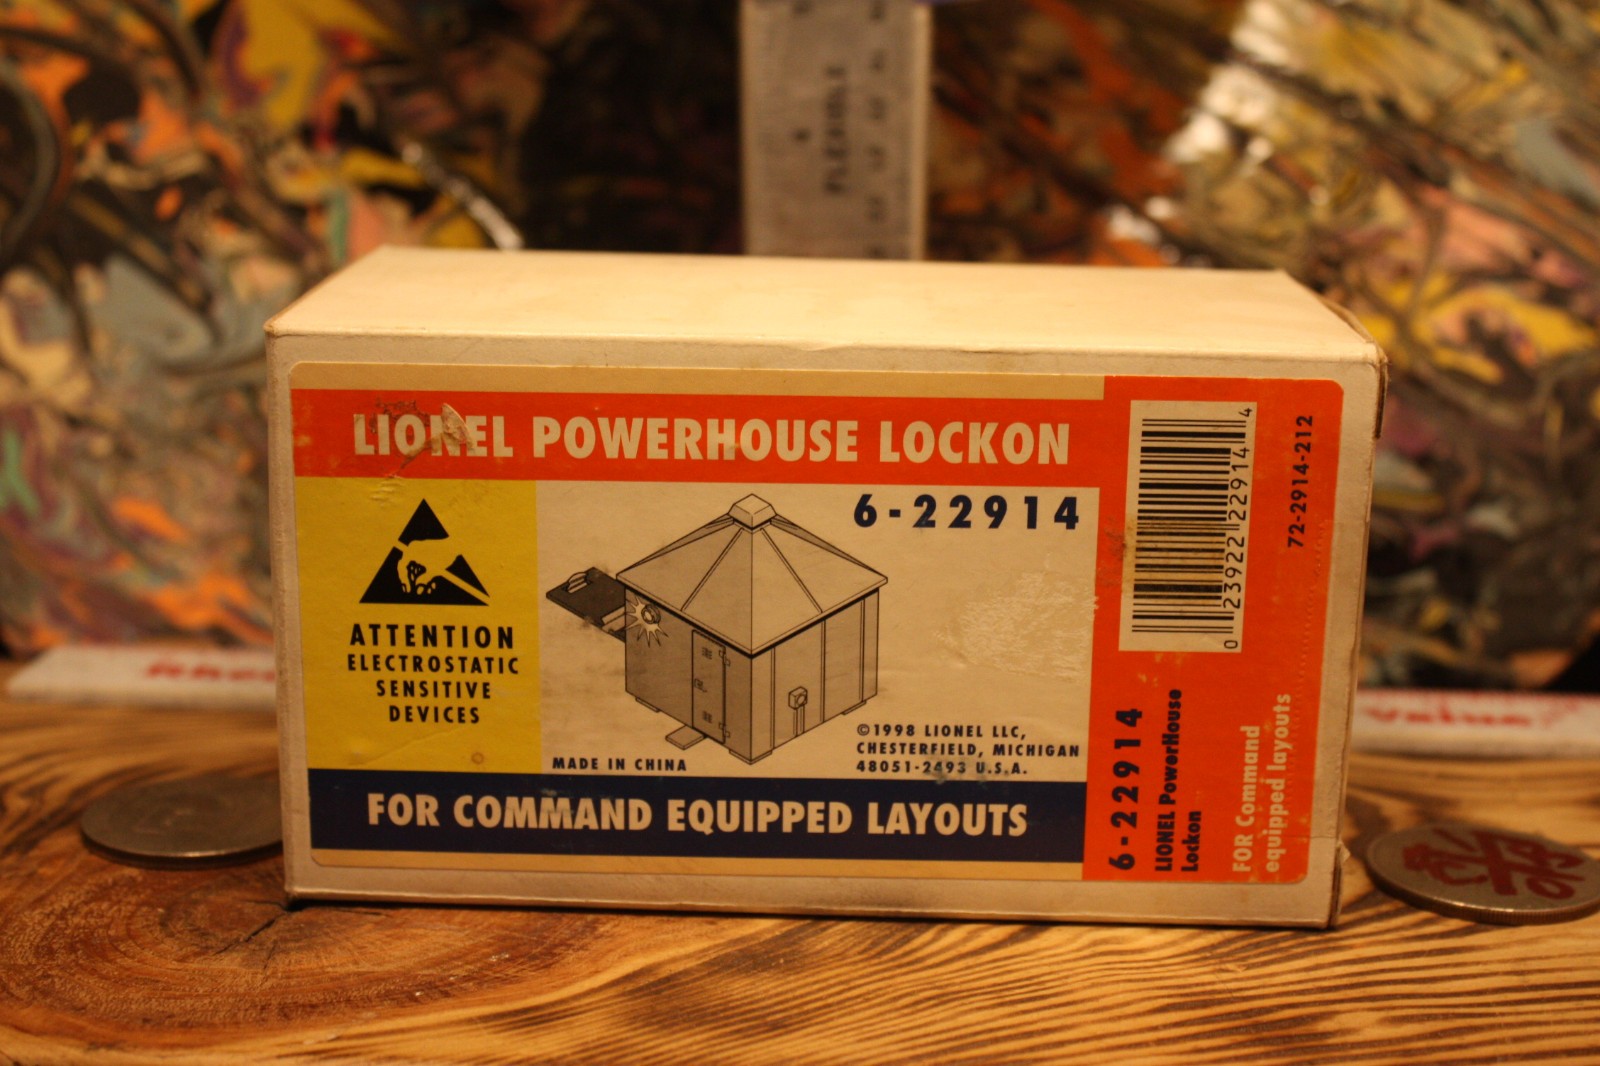 FLEXIBLE
LIONEL POWERHOUSE LOCKON
6-22914
ATTENTION
ELECTROSTATIC
SENSITIVE
DEVICES
MADE IN CHINA
©1998 LIONEL LLC,
CHESTERFIELD, MICHIGAN
48051-2493 U.S.A.
FOR COMMAND EQUIPPED LAYOUTS
0 23922 22914 4
72-2914-212
6-22914
LIONEL PowerHouse
Lockon
FOR Command
equipped layouts
Value